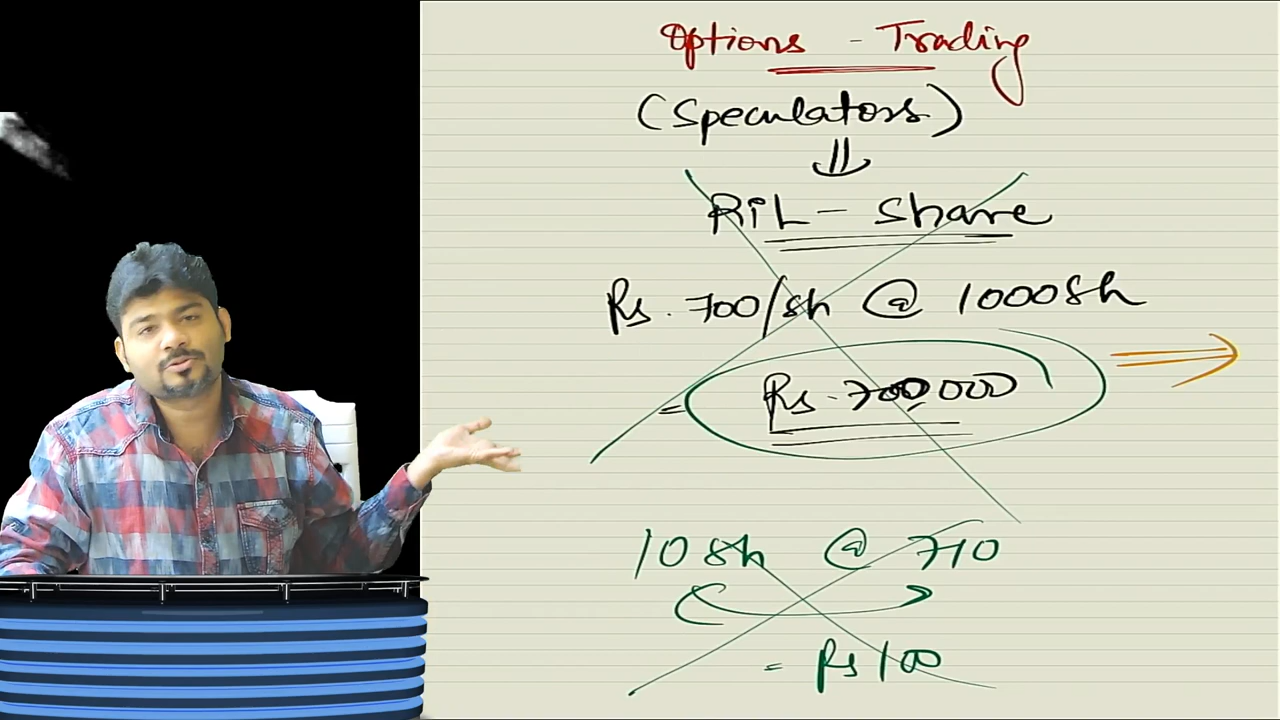 Options - Trading
(Speculators)
⇓
RIL - Share
Rs. 700/sh @ 1000sh
= Rs. 700,000
10 sh @ 710
= Rs 100